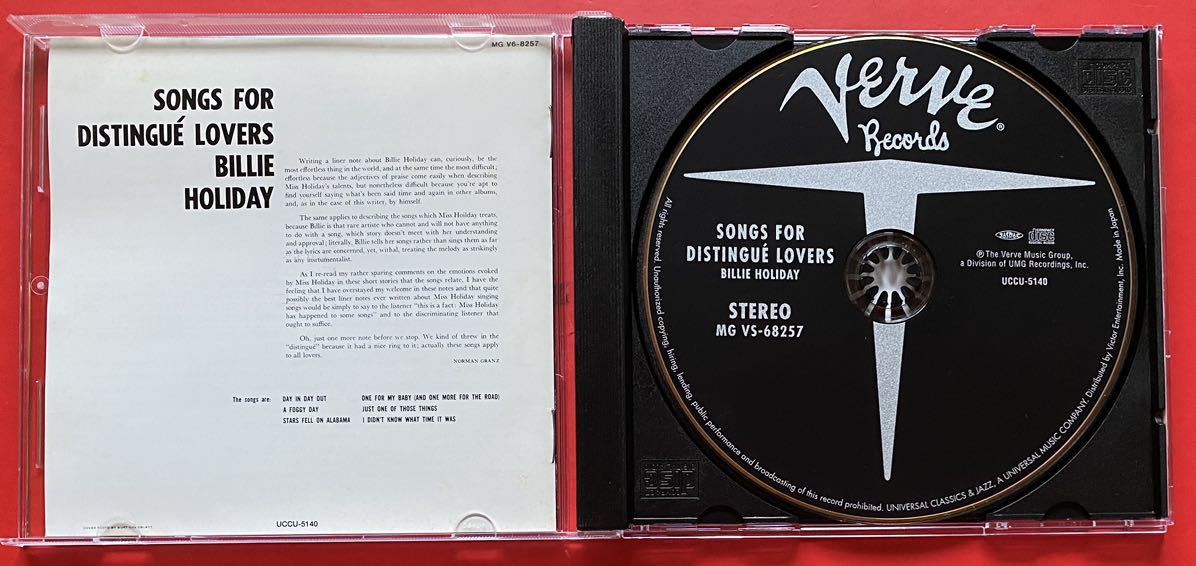 MG V6-8257
SONGS FOR
DISTINGUÉ LOVERS
BILLIE
HOLIDAY
Writing a liner note about Billie Holiday can, curiously, be the
most effortless thing in the world, and at the same time the most difficult;
effortless because the adjectives of praise come easily when describing
Miss Holiday's talents, but nonetheless difficult because you're apt to
find yourself saying what's been said time and again in other albums,
and, as in the case of this writer, by himself.
The same applies to describing the songs which Miss Holiday treats,
because Billie is that rare artiste who cannot and will not have anything
to do with a song, which story doesn't meet with her understanding
and approval; literally, Billie tells her songs rather than sings them as far
as the lyrics are concerned, yet, withal, treating the melody as strikingly
as any instrumentalist.
As I re-read my rather sparing comments on the emotions evoked
by Miss Holiday in these short stories that the songs relate, I have the
feeling that I have overstayed my welcome in these notes and that quite
possibly the best liner notes ever written about Miss Holiday singing
songs would be simply to say to the listener "this is a fact: Miss Holiday
has happened to some songs" and to the discriminating listener that
ought to suffice.
Oh, just one more note before we stop. We kind of threw in the
"distingué" because it had a nice ring to it; actually these songs apply
to all lovers.
NORMAN GRANZ
The songs are:
DAY IN DAY OUT
A FOGGY DAY
STARS FELL ON ALABAMA
ONE FOR MY BABY (AND ONE MORE FOR THE ROAD)
JUST ONE OF THOSE THINGS
I DIDN'T KNOW WHAT TIME IT WAS
UCCU-5140
VERVE
Records
®
SONGS FOR
DISTINGUÉ LOVERS
BILLIE HOLIDAY
STEREO
MG VS-68257
COMPACT
disc
DIGITAL AUDIO
℗ The Verve Music Group,
a Division of UMG Recordings, Inc.
UCCU-5140
All rights reserved. Unauthorized copying, hiring, lending, public performance and broadcasting of this record prohibited. UNIVERSAL CLASSICS & JAZZ, A UNIVERSAL MUSIC COMPANY. Distributed by Victor Entertainment, Inc. Made in Japan